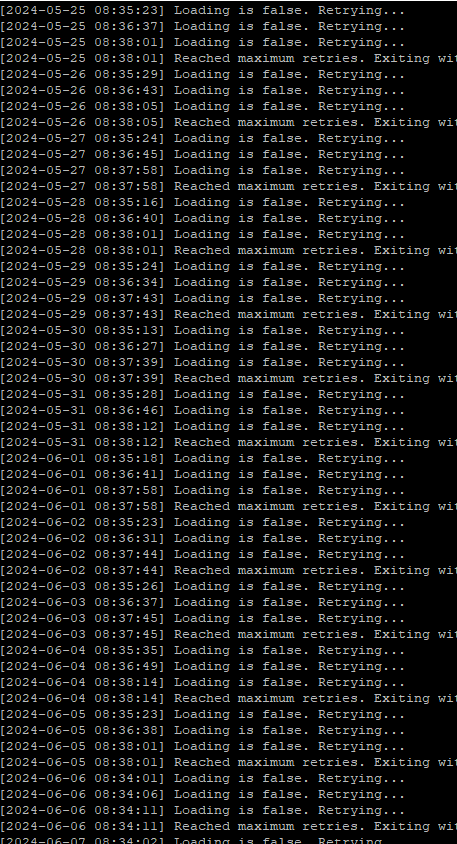 [2024-05-25 08:35:23] Loading is false. Retrying...
[2024-05-25 08:36:37] Loading is false. Retrying...
[2024-05-25 08:38:01] Loading is false. Retrying...
[2024-05-25 08:38:01] Reached maximum retries. Exiting wit
[2024-05-26 08:35:29] Loading is false. Retrying...
[2024-05-26 08:36:43] Loading is false. Retrying...
[2024-05-26 08:38:05] Loading is false. Retrying...
[2024-05-26 08:38:05] Reached maximum retries. Exiting wit
[2024-05-27 08:35:24] Loading is false. Retrying...
[2024-05-27 08:36:45] Loading is false. Retrying...
[2024-05-27 08:37:58] Loading is false. Retrying...
[2024-05-27 08:37:58] Reached maximum retries. Exiting wit
[2024-05-28 08:35:16] Loading is false. Retrying...
[2024-05-28 08:36:40] Loading is false. Retrying...
[2024-05-28 08:38:01] Loading is false. Retrying...
[2024-05-28 08:38:01] Reached maximum retries. Exiting wit
[2024-05-29 08:35:24] Loading is false. Retrying...
[2024-05-29 08:36:34] Loading is false. Retrying...
[2024-05-29 08:37:43] Loading is false. Retrying...
[2024-05-29 08:37:43] Reached maximum retries. Exiting wit
[2024-05-30 08:35:13] Loading is false. Retrying...
[2024-05-30 08:36:27] Loading is false. Retrying...
[2024-05-30 08:37:39] Loading is false. Retrying...
[2024-05-30 08:37:39] Reached maximum retries. Exiting wit
[2024-05-31 08:35:28] Loading is false. Retrying...
[2024-05-31 08:36:46] Loading is false. Retrying...
[2024-05-31 08:38:12] Loading is false. Retrying...
[2024-05-31 08:38:12] Reached maximum retries. Exiting wit
[2024-06-01 08:35:18] Loading is false. Retrying...
[2024-06-01 08:36:41] Loading is false. Retrying...
[2024-06-01 08:37:58] Loading is false. Retrying...
[2024-06-01 08:37:58] Reached maximum retries. Exiting wit
[2024-06-02 08:35:23] Loading is false. Retrying...
[2024-06-02 08:36:31] Loading is false. Retrying...
[2024-06-02 08:37:44] Loading is false. Retrying...
[2024-06-02 08:37:44] Reached maximum retries. Exiting wit
[2024-06-03 08:35:26] Loading is false. Retrying...
[2024-06-03 08:36:37] Loading is false. Retrying...
[2024-06-03 08:37:45] Loading is false. Retrying...
[2024-06-03 08:37:45] Reached maximum retries. Exiting wit
[2024-06-04 08:35:35] Loading is false. Retrying...
[2024-06-04 08:36:49] Loading is false. Retrying...
[2024-06-04 08:38:14] Loading is false. Retrying...
[2024-06-04 08:38:14] Reached maximum retries. Exiting wit
[2024-06-05 08:35:23] Loading is false. Retrying...
[2024-06-05 08:36:38] Loading is false. Retrying...
[2024-06-05 08:38:01] Loading is false. Retrying...
[2024-06-05 08:38:01] Reached maximum retries. Exiting wit
[2024-06-06 08:34:01] Loading is false. Retrying...
[2024-06-06 08:34:06] Loading is false. Retrying...
[2024-06-06 08:34:11] Loading is false. Retrying...
[2024-06-06 08:34:11] Reached maximum retries. Exiting wit
[2024-06-07 08:34:02] Loading is false. Retrying